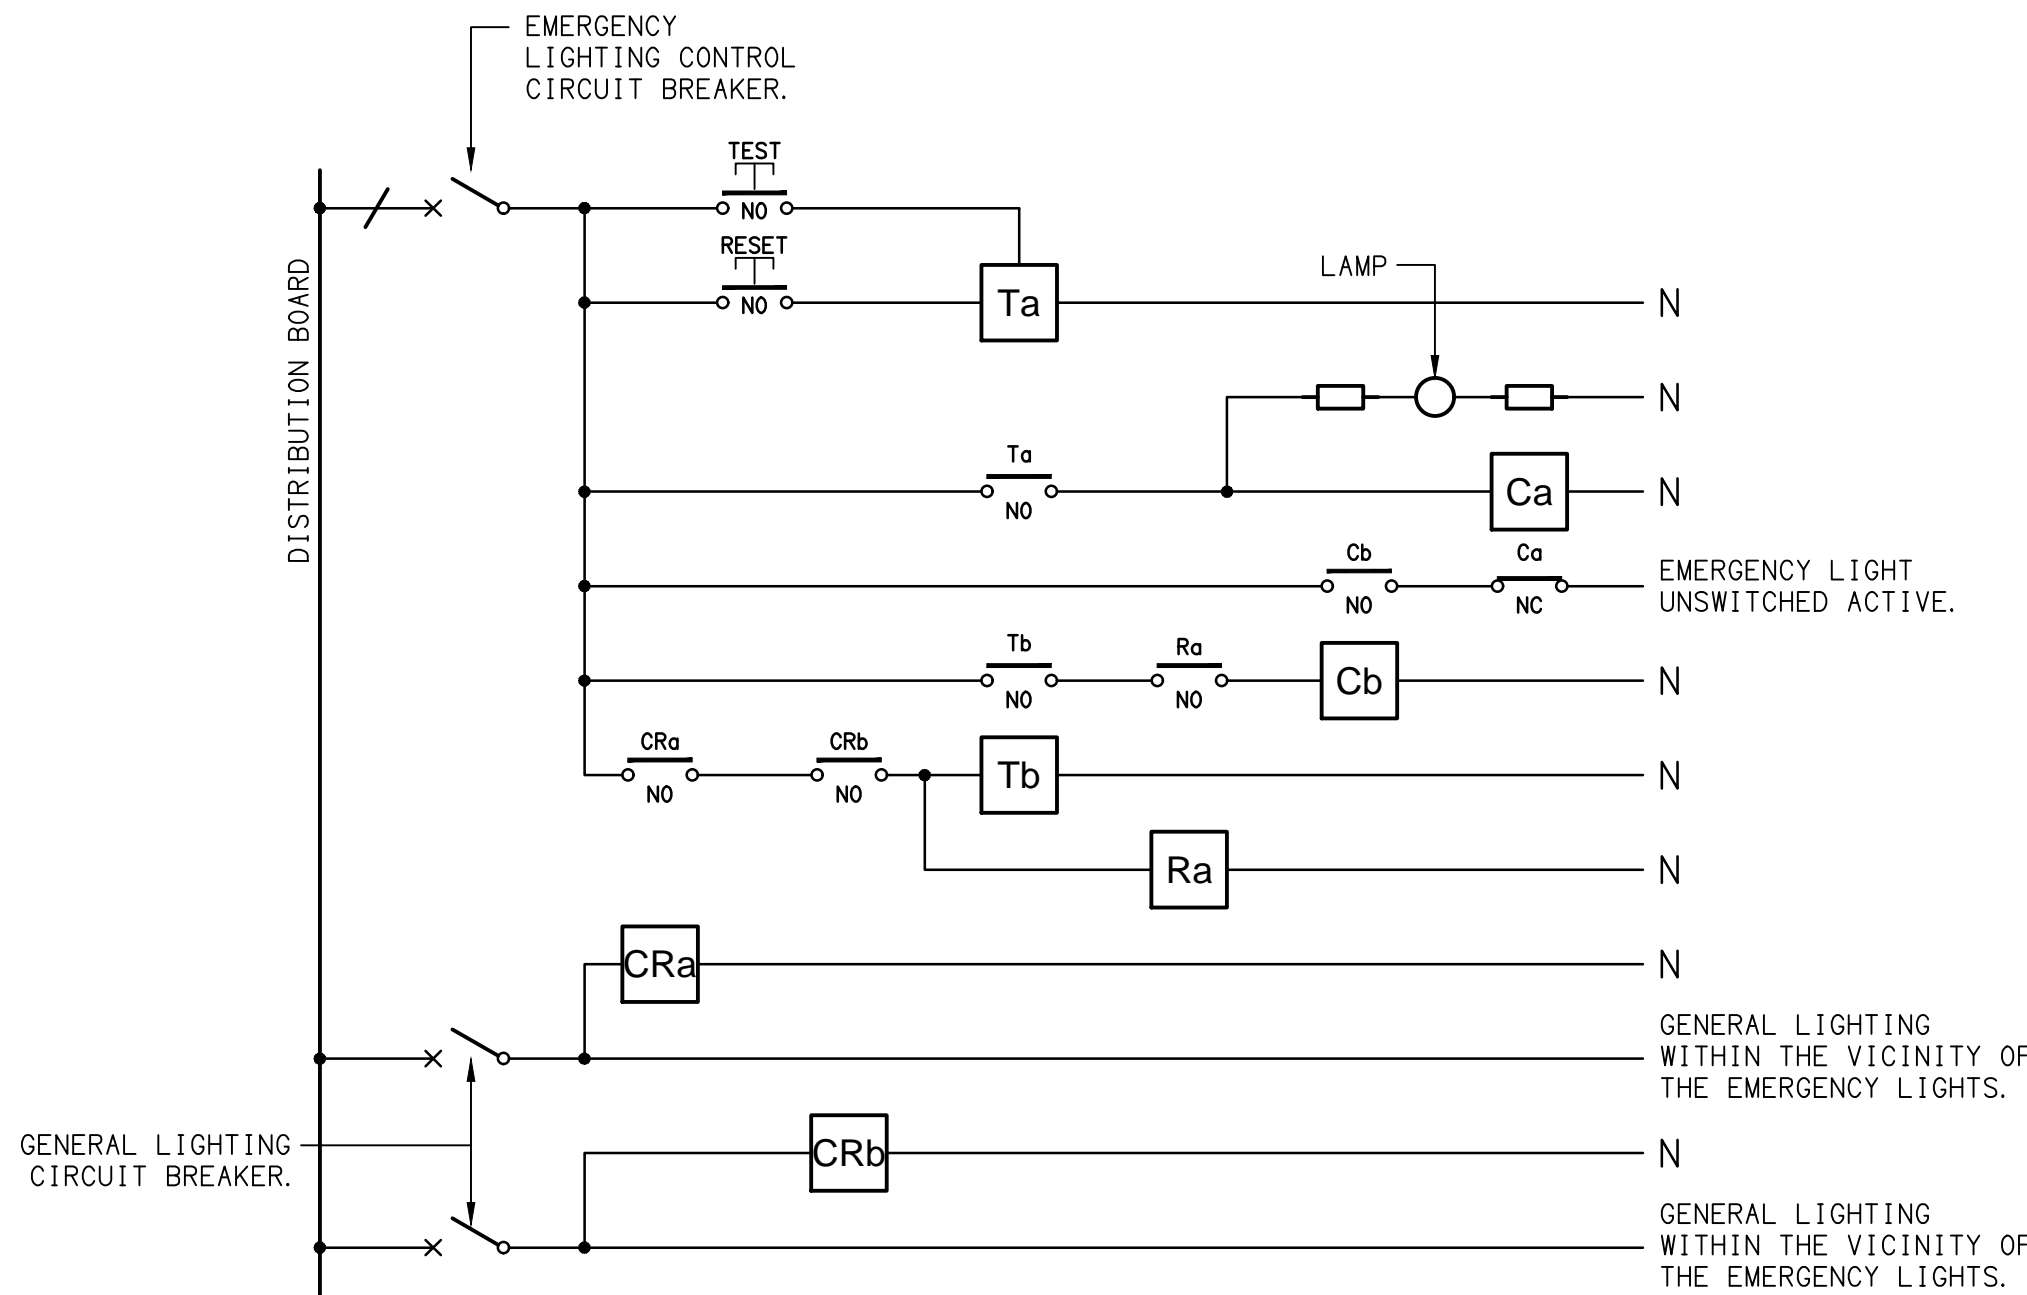 EMERGENCY
LIGHTING CONTROL
CIRCUIT BREAKER.
TEST
NO
RESET
NO
DISTRIBUTION BOARD
Ta
N
LAMP
N
Ta
NO
Ca
N
Cb
NO
Ca
NC
EMERGENCY LIGHT
UNSWITCHED ACTIVE.
Tb
NO
Ra
NO
Cb
N
CRa
NO
CRb
NO
Tb
N
Ra
N
CRa
N
GENERAL LIGHTING
WITHIN THE VICINITY OF
THE EMERGENCY LIGHTS.
GENERAL LIGHTING
CIRCUIT BREAKER.
CRb
N
GENERAL LIGHTING
WITHIN THE VICINITY OF
THE EMERGENCY LIGHTS.